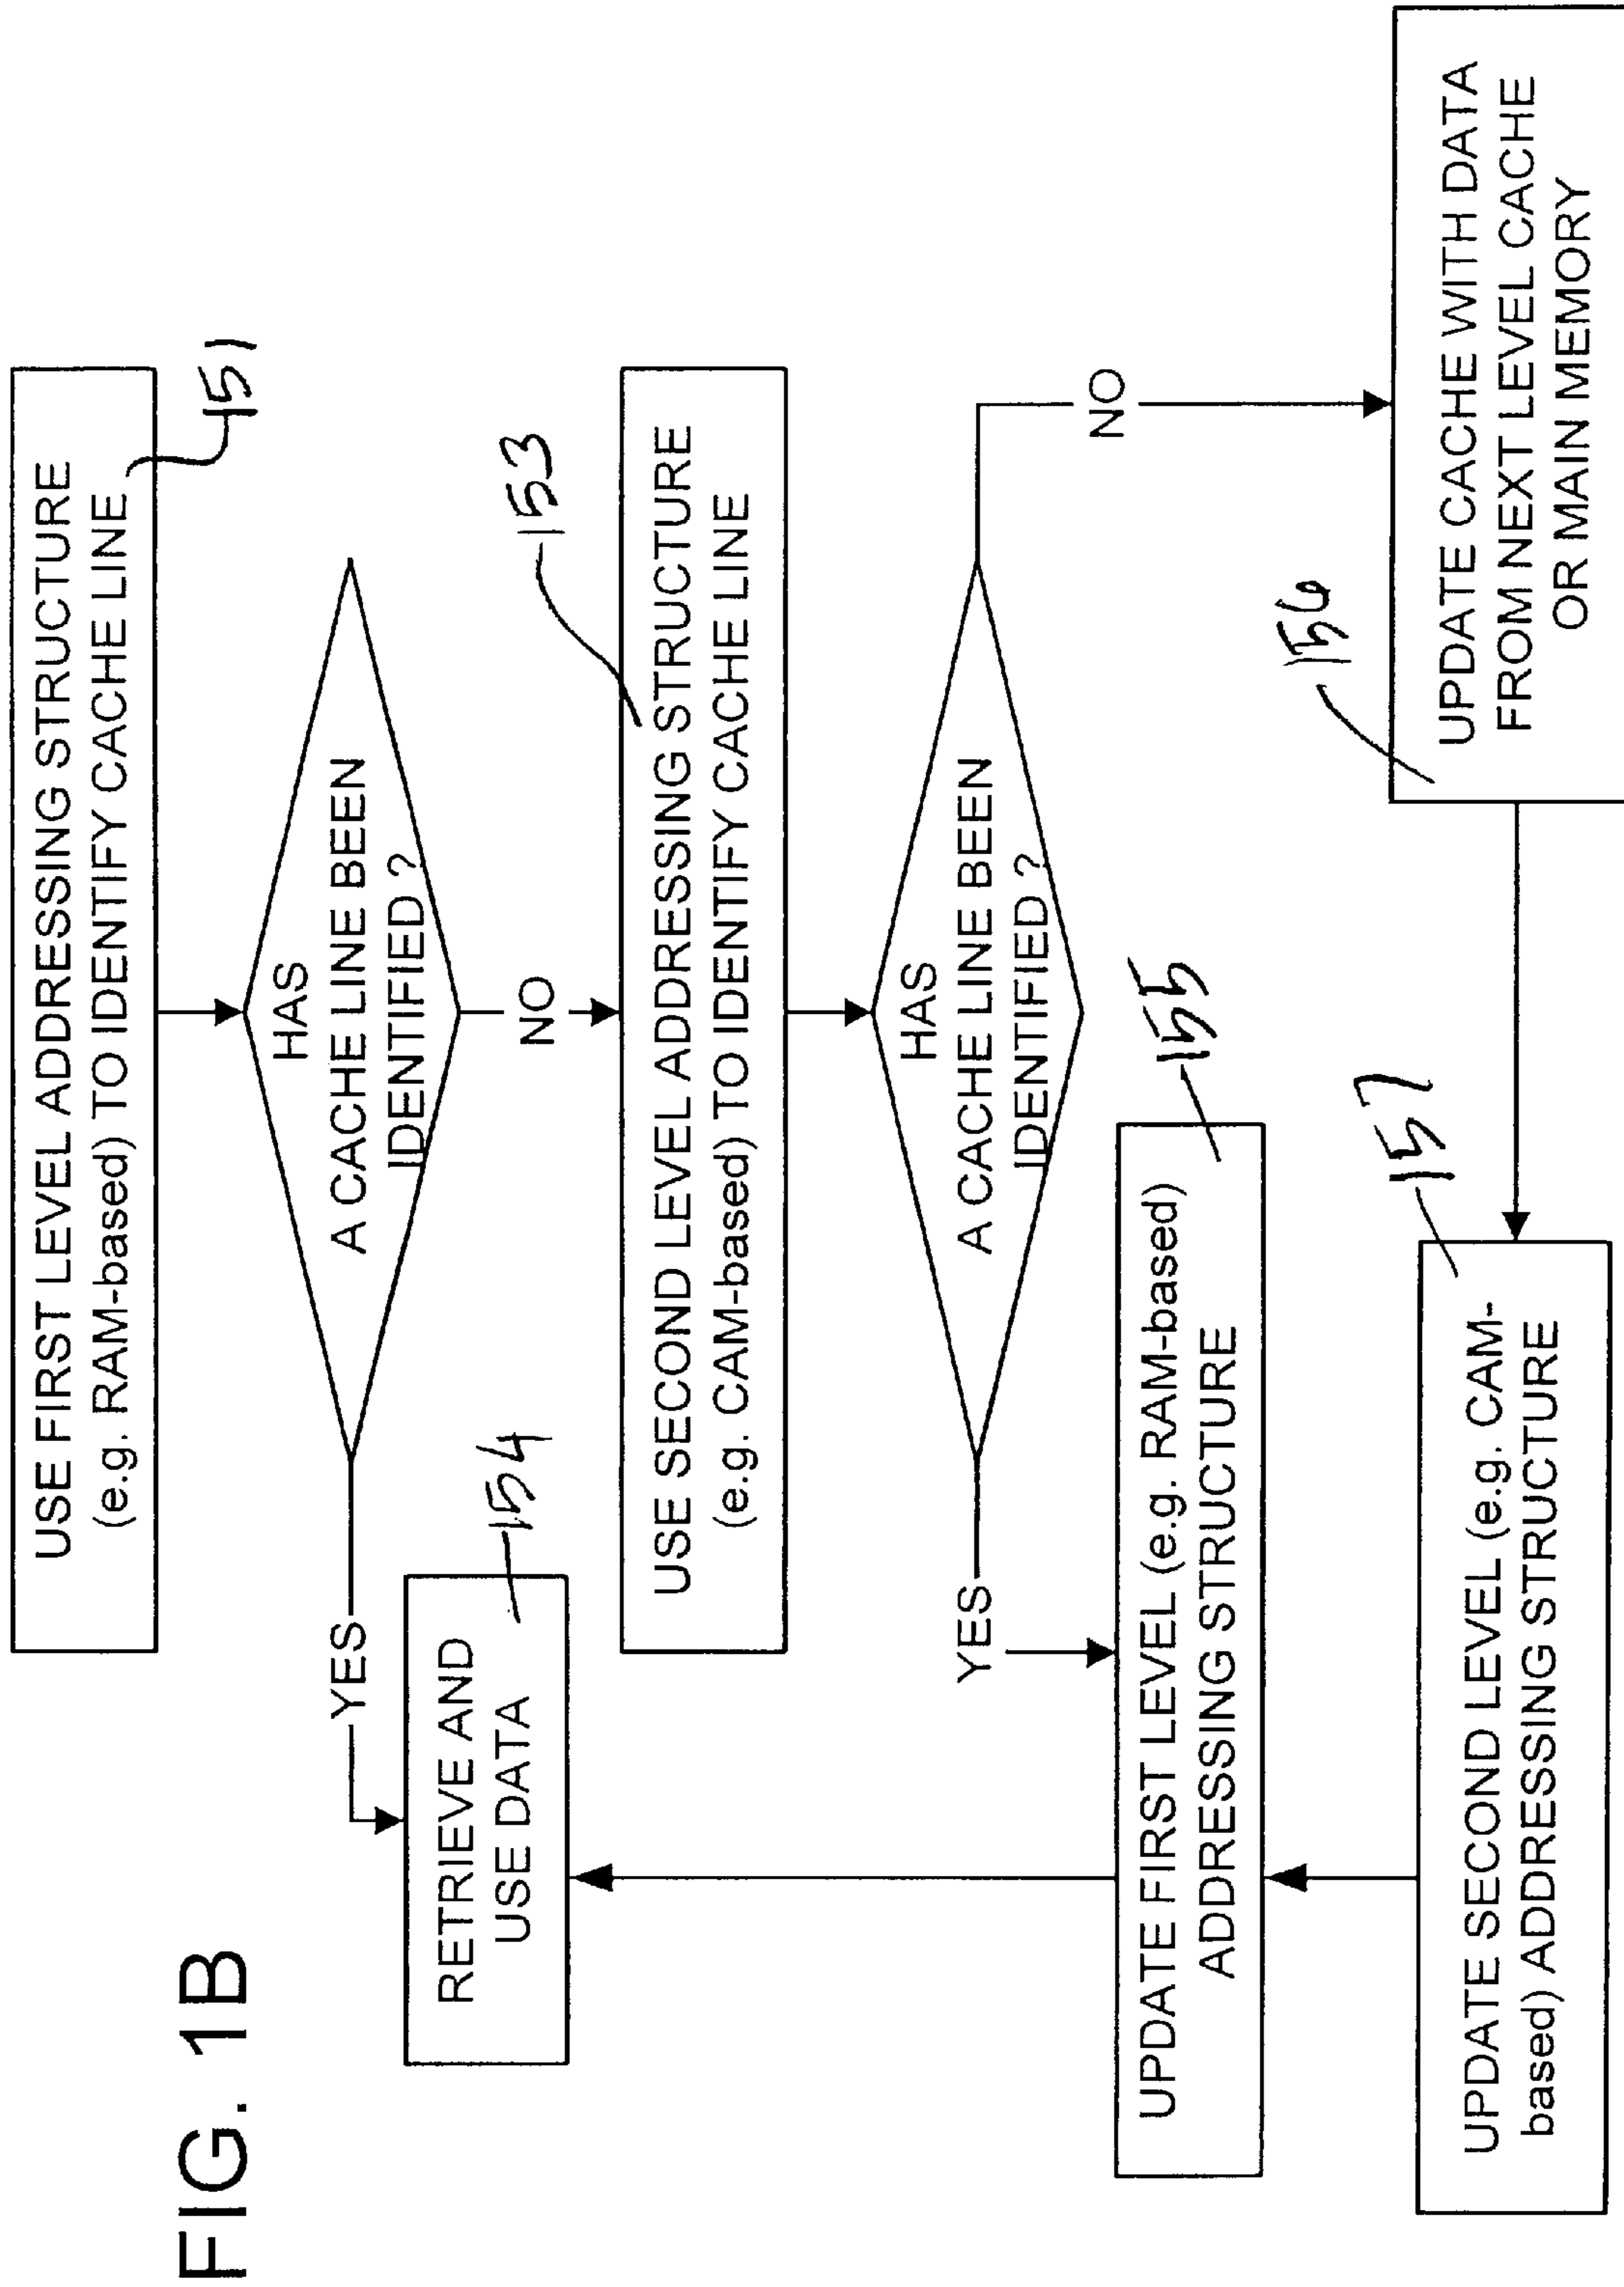 FIG. 1B
USE FIRST LEVEL ADDRESSING STRUCTURE
(e.g. RAM-based) TO IDENTIFY CACHE LINE
151
HAS
A CACHE LINE BEEN
IDENTIFIED ?
YES
NO
RETRIEVE AND
USE DATA
154
153
USE SECOND LEVEL ADDRESSING STRUCTURE
(e.g. CAM-based) TO IDENTIFY CACHE LINE
HAS
A CACHE LINE BEEN
IDENTIFIED ?
YES
NO
UPDATE FIRST LEVEL (e.g. RAM-based)
ADDRESSING STRUCTURE
155
156
UPDATE CACHE WITH DATA
FROM NEXT LEVEL CACHE
OR MAIN MEMORY
157
UPDATE SECOND LEVEL (e.g. CAM-
based) ADDRESSING STRUCTURE